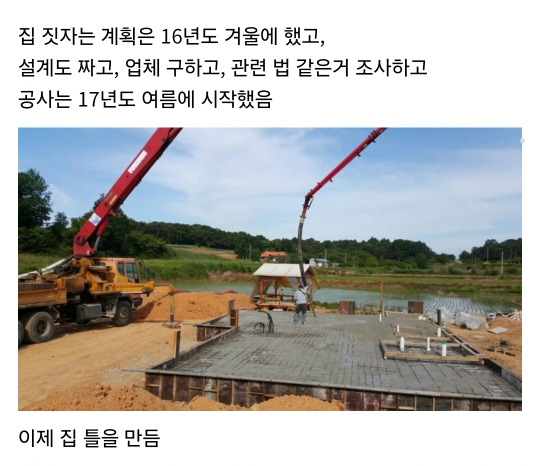 집 짓자는 계획은 16년도 겨울에 했고,
설계도 짜고, 업체 구하고, 관련 법 같은거 조사하고
공사는 17년도 여름에 시작했음
이제 집 틀을 만듬